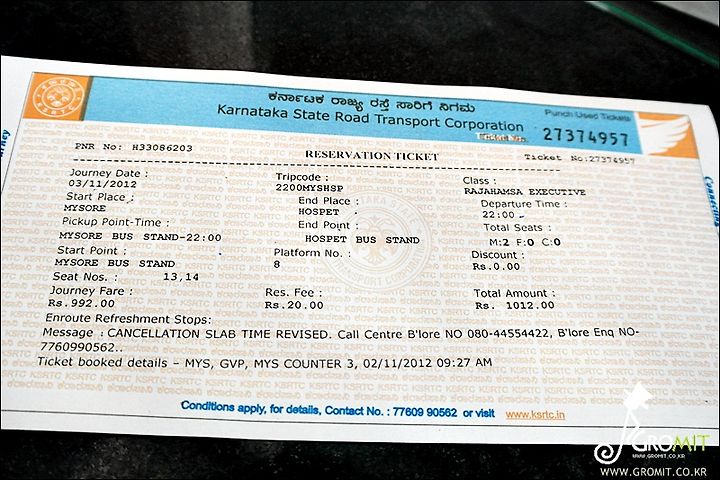 ಕರ್ನಾಟಕ ರಾಜ್ಯ ರಸ್ತೆ ಸಾರಿಗೆ ನಿಗಮ
Karnataka State Road Transport Corporation
Punch Used Tickets
Ticket No. 27374957
KSRTC
PNR No: H33086203
RESERVATION TICKET
Ticket No:27374957
Journey Date : Tripcode : Class :
03/11/2012 2200MYSHSP RAJAHAMSA EXECUTIVE
Start Place : End Place : Departure Time :
MYSORE HOSPET 22:00
Pickup Point-Time : End Point : Total Seats :
MYSORE BUS STAND-22:00 HOSPET BUS STAND M:2 F:0 C:0
Start Point : Platform No. : Discount :
MYSORE BUS STAND 8 Rs.0.00
Seat Nos. : 13,14
Journey Fare : Res. Fee : Total Amount :
Rs.992.00 Rs.20.00 Rs. 1012.00
Enroute Refreshment Stops:
Message : CANCELLATION SLAB TIME REVISED. Call Centre B'lore NO 080-44554422, B'lore Enq NO-
7760990562..
Ticket booked details – MYS, GVP, MYS COUNTER 3, 02/11/2012 09:27 AM
Conditions apply, for details, Contact No. : 77609 90562 or visit www.ksrtc.in
GROMIT
WWW.GROMIT.CO.KR
WWW.GROMIT.CO.KR